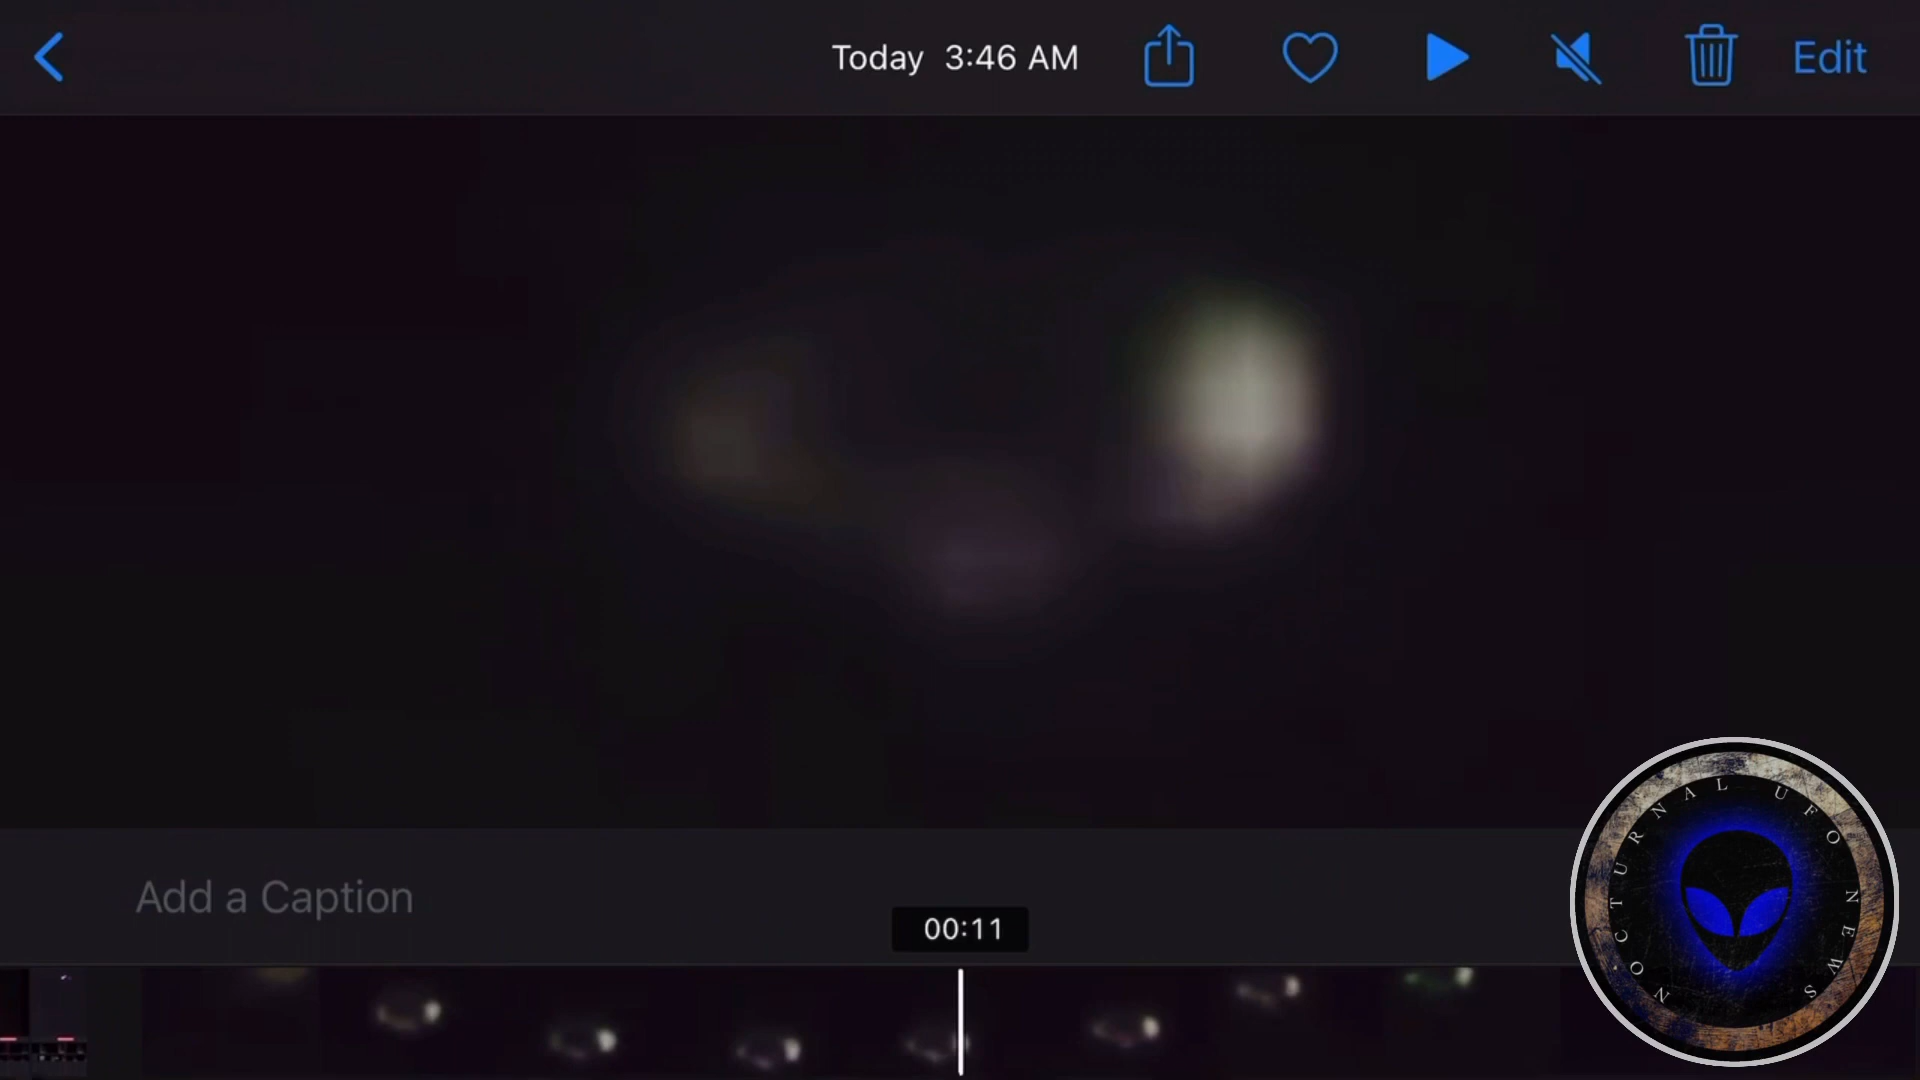 Today 3:46 AM
Edit
Add a Caption
00:11
NOCTURNAL UFO NEWS